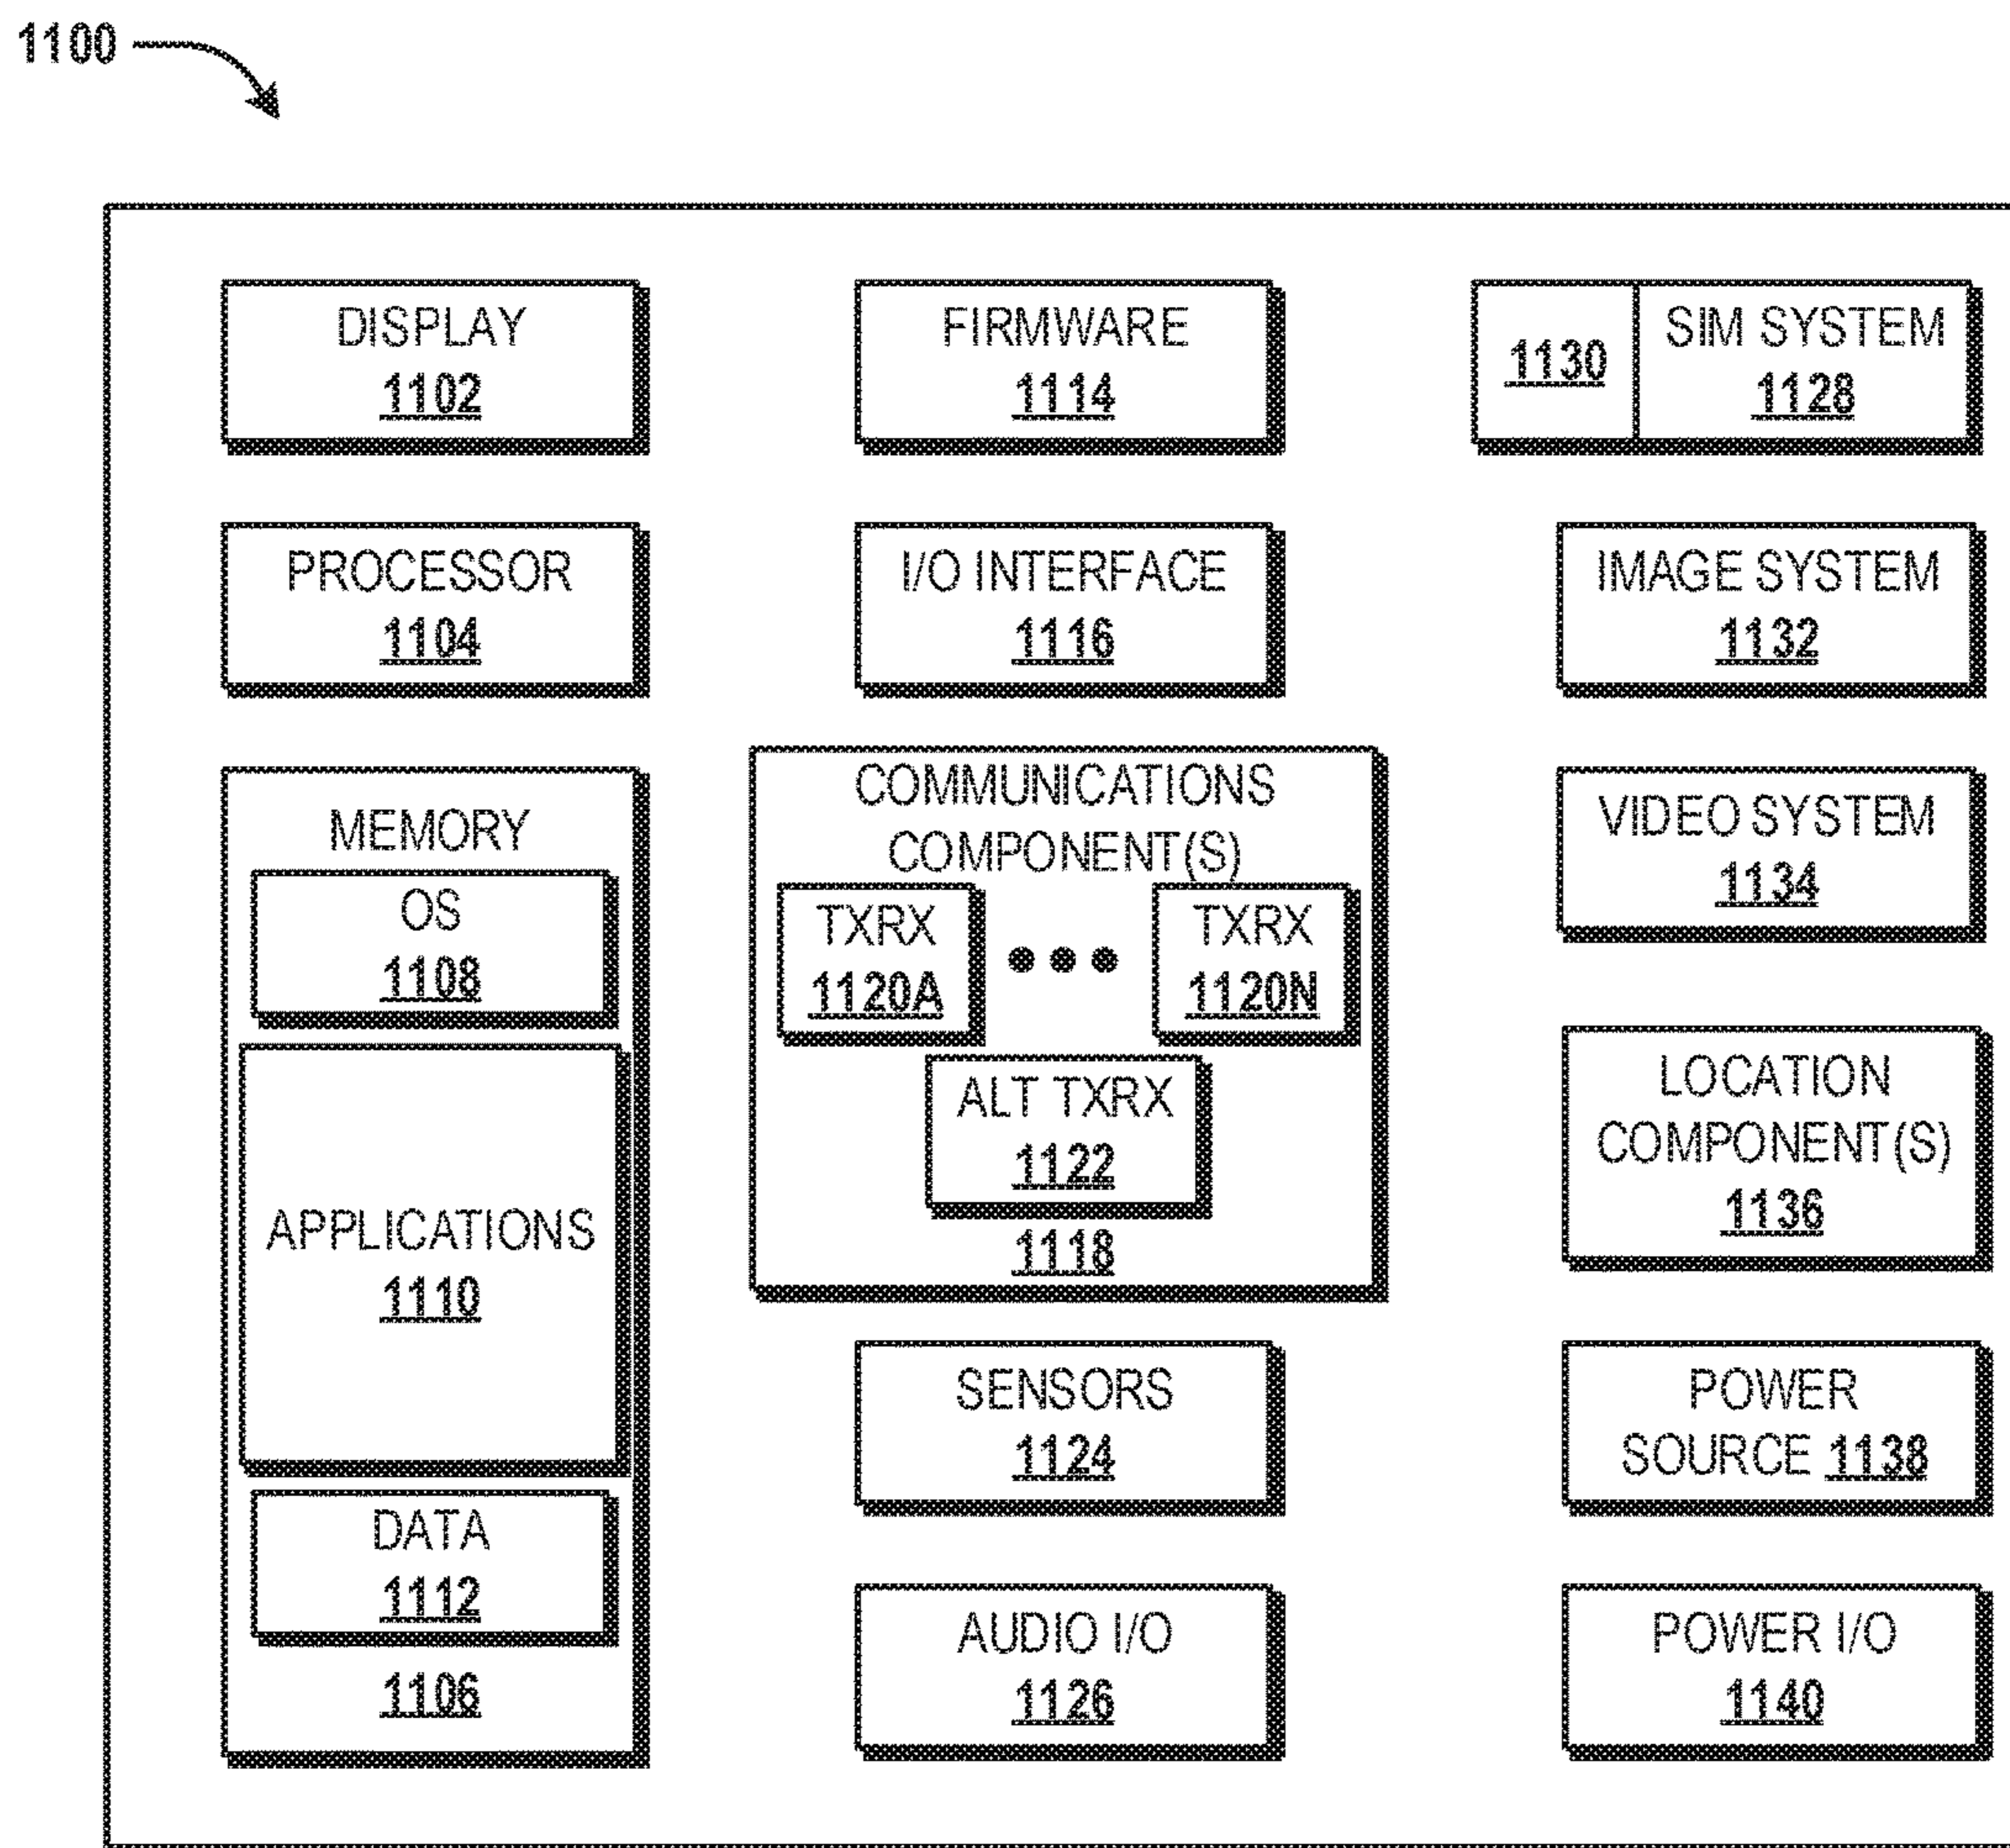 1100
DISPLAY
1102
PROCESSOR
1104
MEMORY
OS
1108
APPLICATIONS
1110
DATA
1112
1106
FIRMWARE
1114
I/O INTERFACE
1116
COMMUNICATIONS
COMPONENT(S)
TXRX
1120A
TXRX
1120N
ALT TXRX
1122
1118
SENSORS
1124
AUDIO I/O
1126
1130
SIM SYSTEM
1128
IMAGE SYSTEM
1132
VIDEO SYSTEM
1134
LOCATION
COMPONENT(S)
1136
POWER
SOURCE 1138
POWER I/O
1140